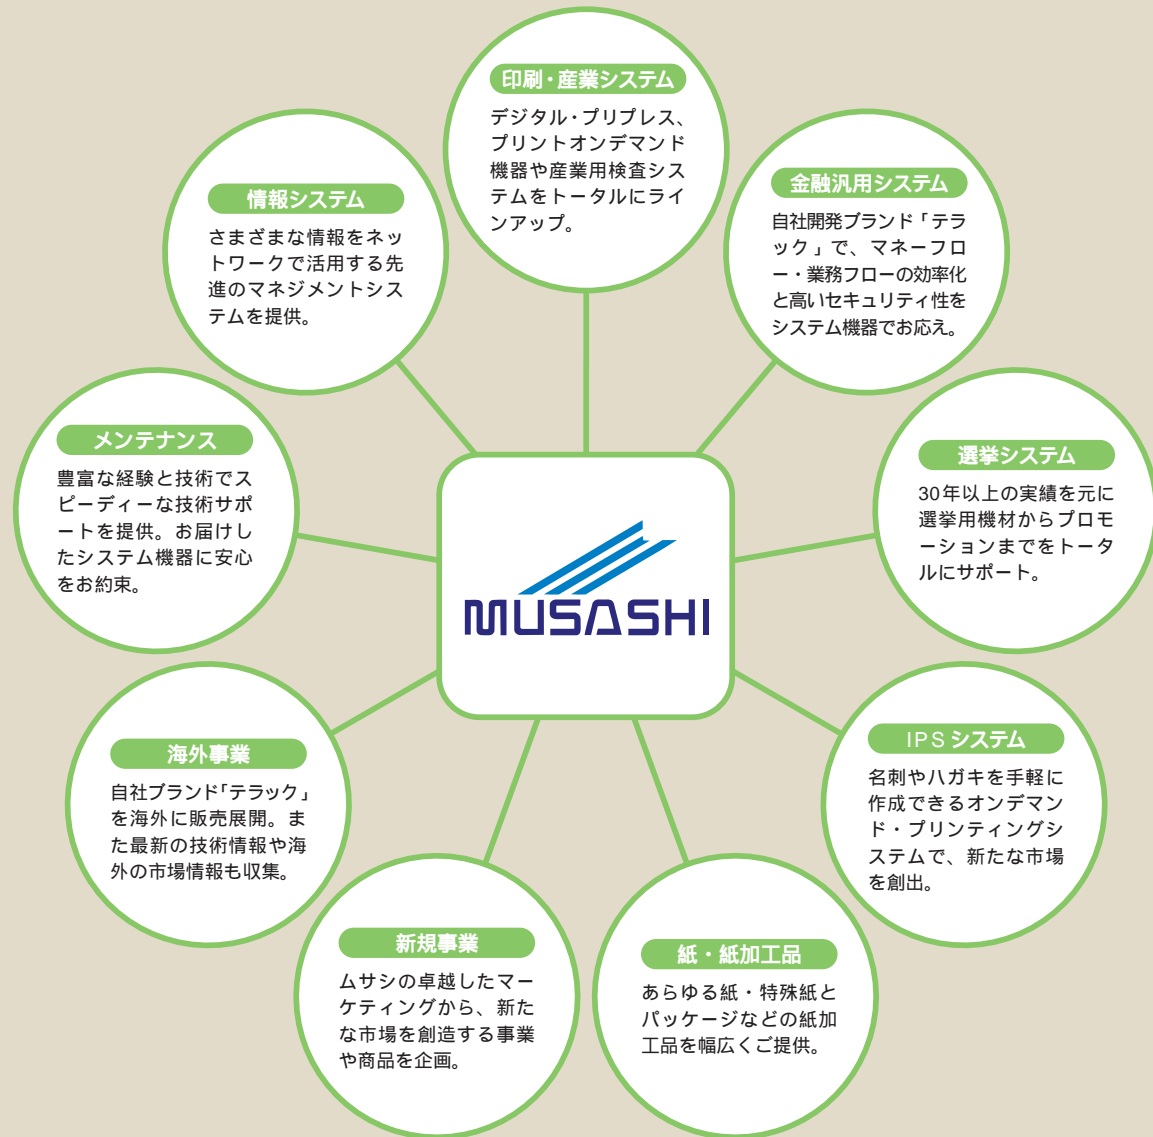 印刷・産業システム
デジタル・プリプレス、
プリントオンデマンド
機器や産業用検査シス
テムをトータルにライ
ンアップ。
金融汎用システム
自社開発ブランド「テラ
ック」で、マネーフロ
ー・業務フローの効率化
と高いセキュリティ性を
システム機器でお応え。
選挙システム
30年以上の実績を元に
選挙用機材からプロモ
ーションまでをトータ
ルにサポート。
IPSシステム
名刺やハガキを手軽に
作成できるオンデマン
ド・プリンティングシ
ステムで、新たな市場
を創出。
紙・紙加工品
あらゆる紙・特殊紙と
パッケージなどの紙加
工品を幅広くご提供。
新規事業
ムサシの卓越したマー
ケティングから、新た
な市場を創造する事業
や商品を企画。
海外事業
自社ブランド「テラック」
を海外に販売展開。ま
た最新の技術情報や海
外の市場情報も収集。
メンテナンス
豊富な経験と技術でス
ピーディーな技術サポ
ートを提供。お届けし
たシステム機器に安心
をお約束。
情報システム
さまざまな情報をネッ
トワークで活用する先
進のマネジメントシス
テムを提供。
MUSASHI